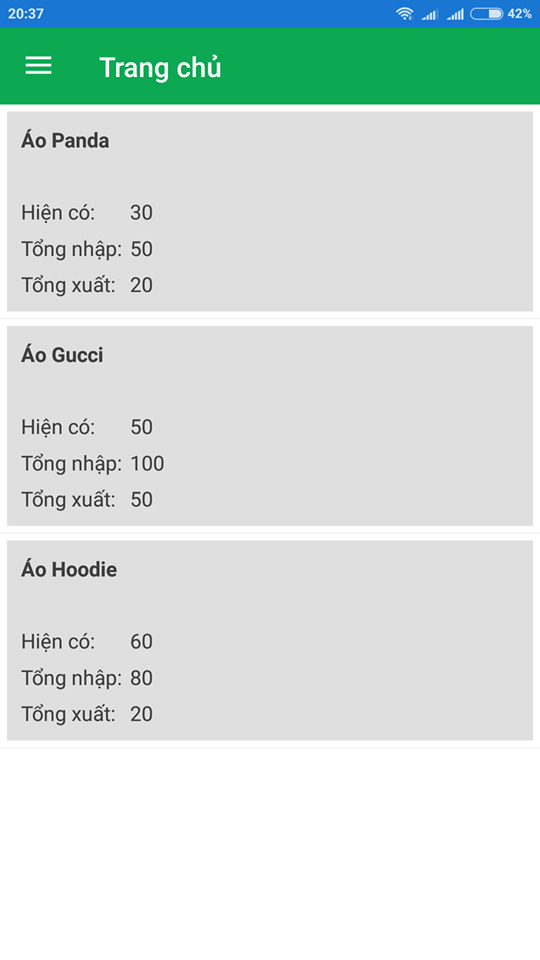 20:37 42%
Trang chủ
Áo Panda
Hiện có: 30
Tổng nhập: 50
Tổng xuất: 20
Áo Gucci
Hiện có: 50
Tổng nhập: 100
Tổng xuất: 50
Áo Hoodie
Hiện có: 60
Tổng nhập: 80
Tổng xuất: 20